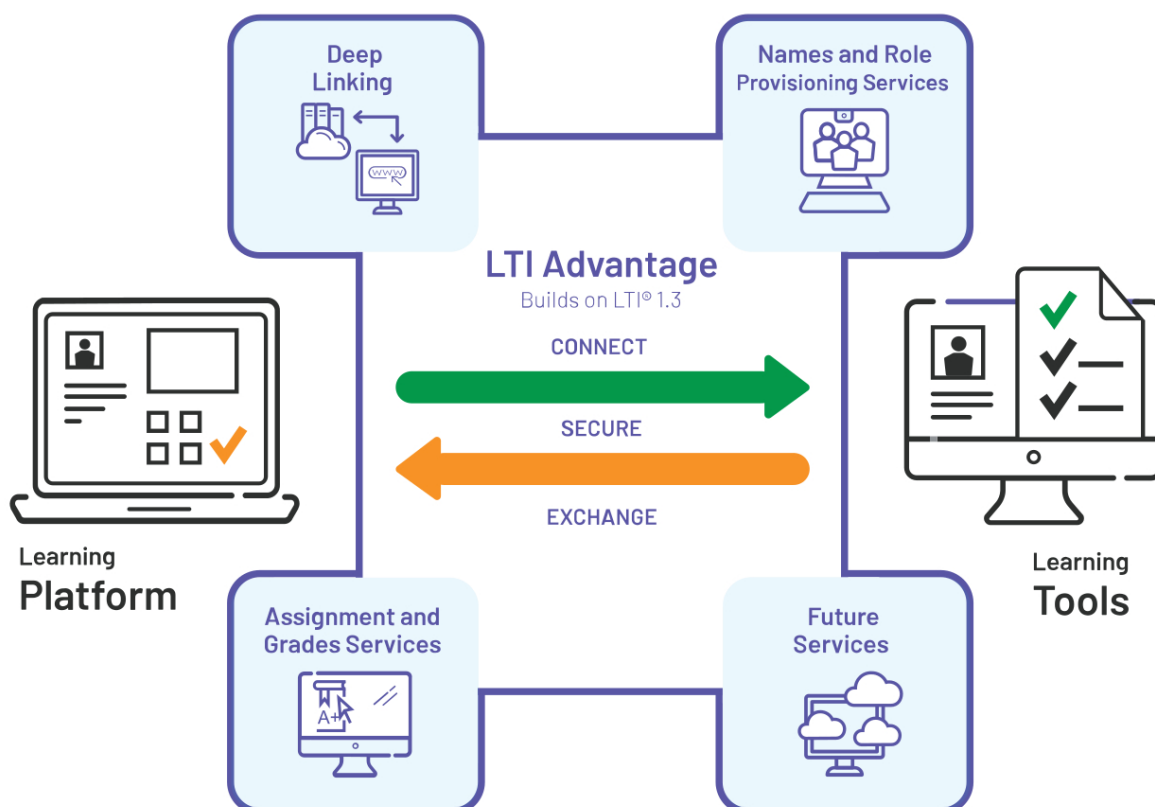 Deep
Linking
www
Names and Role
Provisioning Services
LTI Advantage
Builds on LTI® 1.3
CONNECT
SECURE
EXCHANGE
Learning
Platform
Learning
Tools
Assignment and
Grades Services
A+
Future
Services